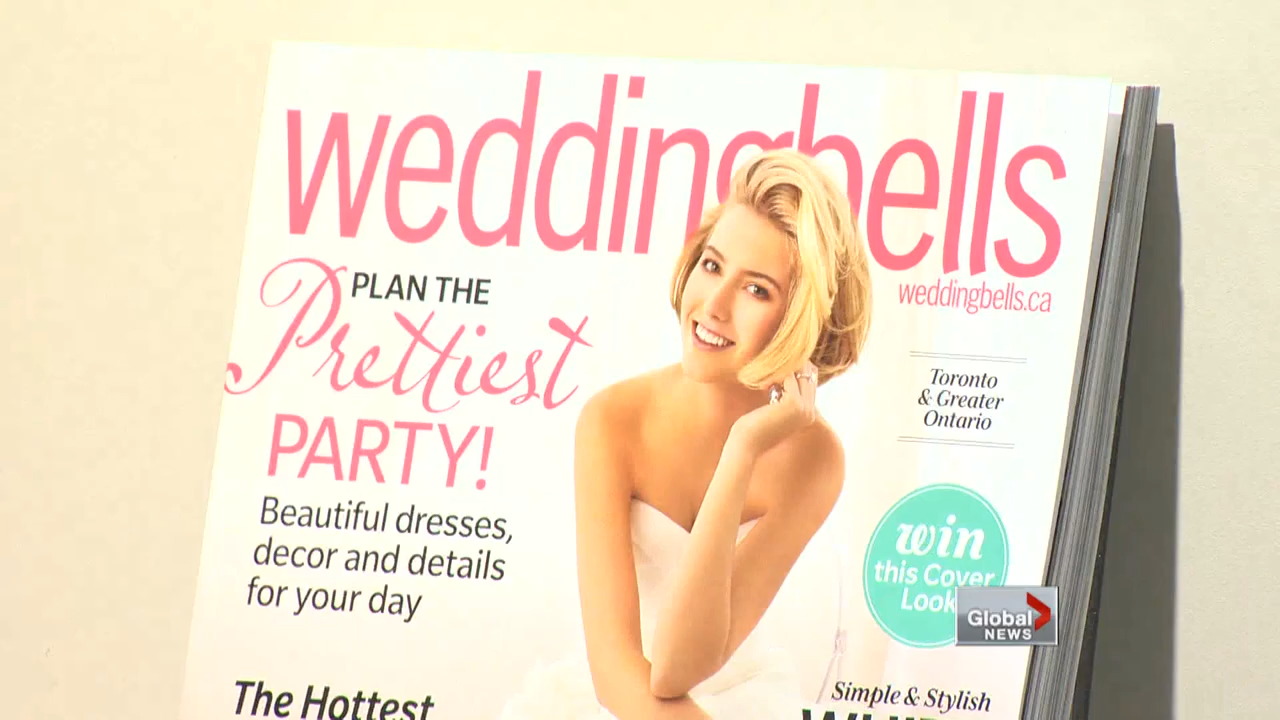 weddingbells
weddingbells.ca
PLAN THE
Prettiest
PARTY!
Beautiful dresses,
decor and details
for your day
Toronto
& Greater
Ontario
win
this Cover
Look
Global
NEWS
The Hottest
Simple & Stylish